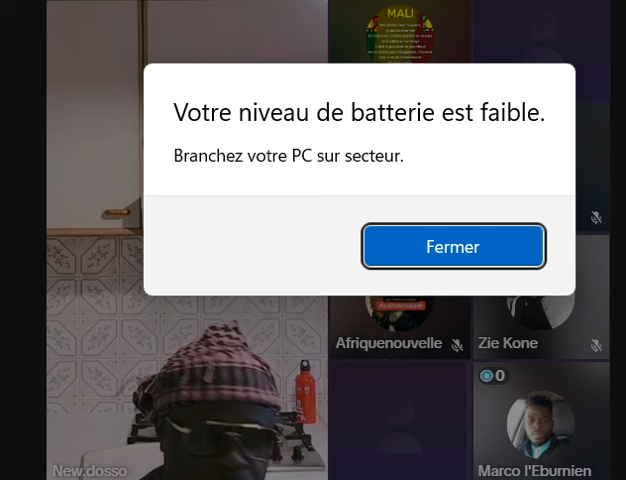 MALI
Votre niveau de batterie est faible.
Branchez votre PC sur secteur.
Fermer
Afriquenouvelle
Zie Kone
0
New.dosso
Marco l'Eburnien